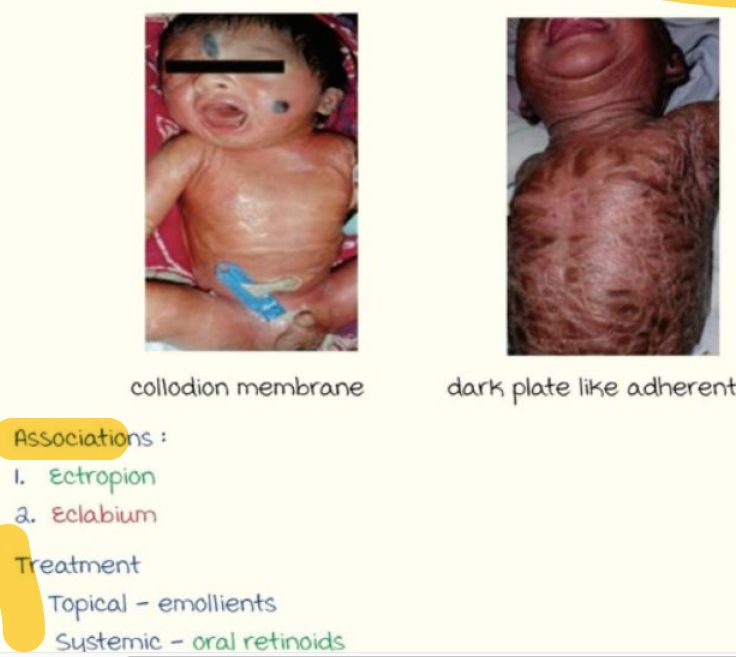 collodion membrane
dark plate like adherent
Associations :
1. Ectropion
2. Eclabium
Treatment
Topical - emollients
Systemic - oral retinoids